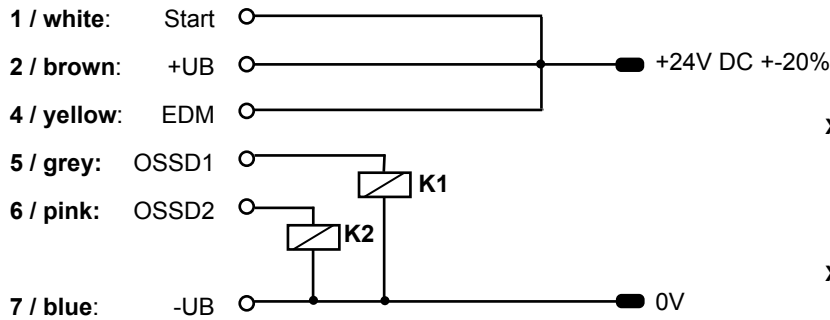 1 / white: Start
2 / brown: +UB +24V DC +-20%
4 / yellow: EDM
5 / grey: OSSD1
K1
6 / pink: OSSD2
K2
7 / blue: -UB 0V